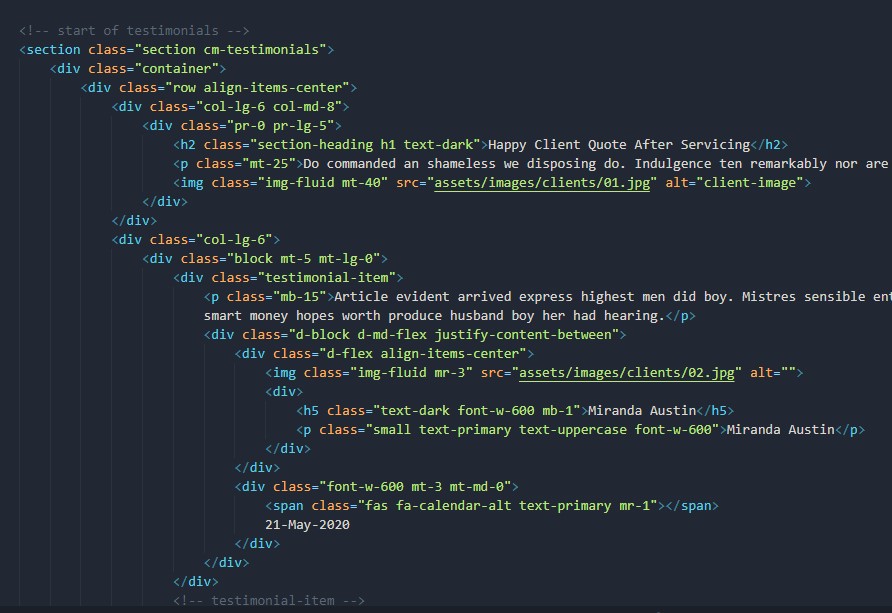 <!-- start of testimonials -->
<section class="section cm-testimonials">
<div class="container">
<div class="row align-items-center">
<div class="col-lg-6 col-md-8">
<div class="pr-0 pr-lg-5">
<h2 class="section-heading h1 text-dark">Happy Client Quote After Servicing</h2>
<p class="mt-25">Do commanded an shameless we disposing do. Indulgence ten remarkably nor are
<img class="img-fluid mt-40" src="assets/images/clients/01.jpg" alt="client-image">
</div>
</div>
<div class="col-lg-6">
<div class="block mt-5 mt-lg-0">
<div class="testimonial-item">
<p class="mb-15">Article evident arrived express highest men did boy. Mistres sensible ent
smart money hopes worth produce husband boy her had hearing.</p>
<div class="d-block d-md-flex justify-content-between">
<div class="d-flex align-items-center">
<img class="img-fluid mr-3" src="assets/images/clients/02.jpg" alt="">
<div>
<h5 class="text-dark font-w-600 mb-1">Miranda Austin</h5>
<p class="small text-primary text-uppercase font-w-600">Miranda Austin</p>
</div>
</div>
<div class="font-w-600 mt-3 mt-md-0">
<span class="fas fa-calendar-alt text-primary mr-1"></span>
21-May-2020
</div>
</div>
</div>
<!-- testimonial-item -->